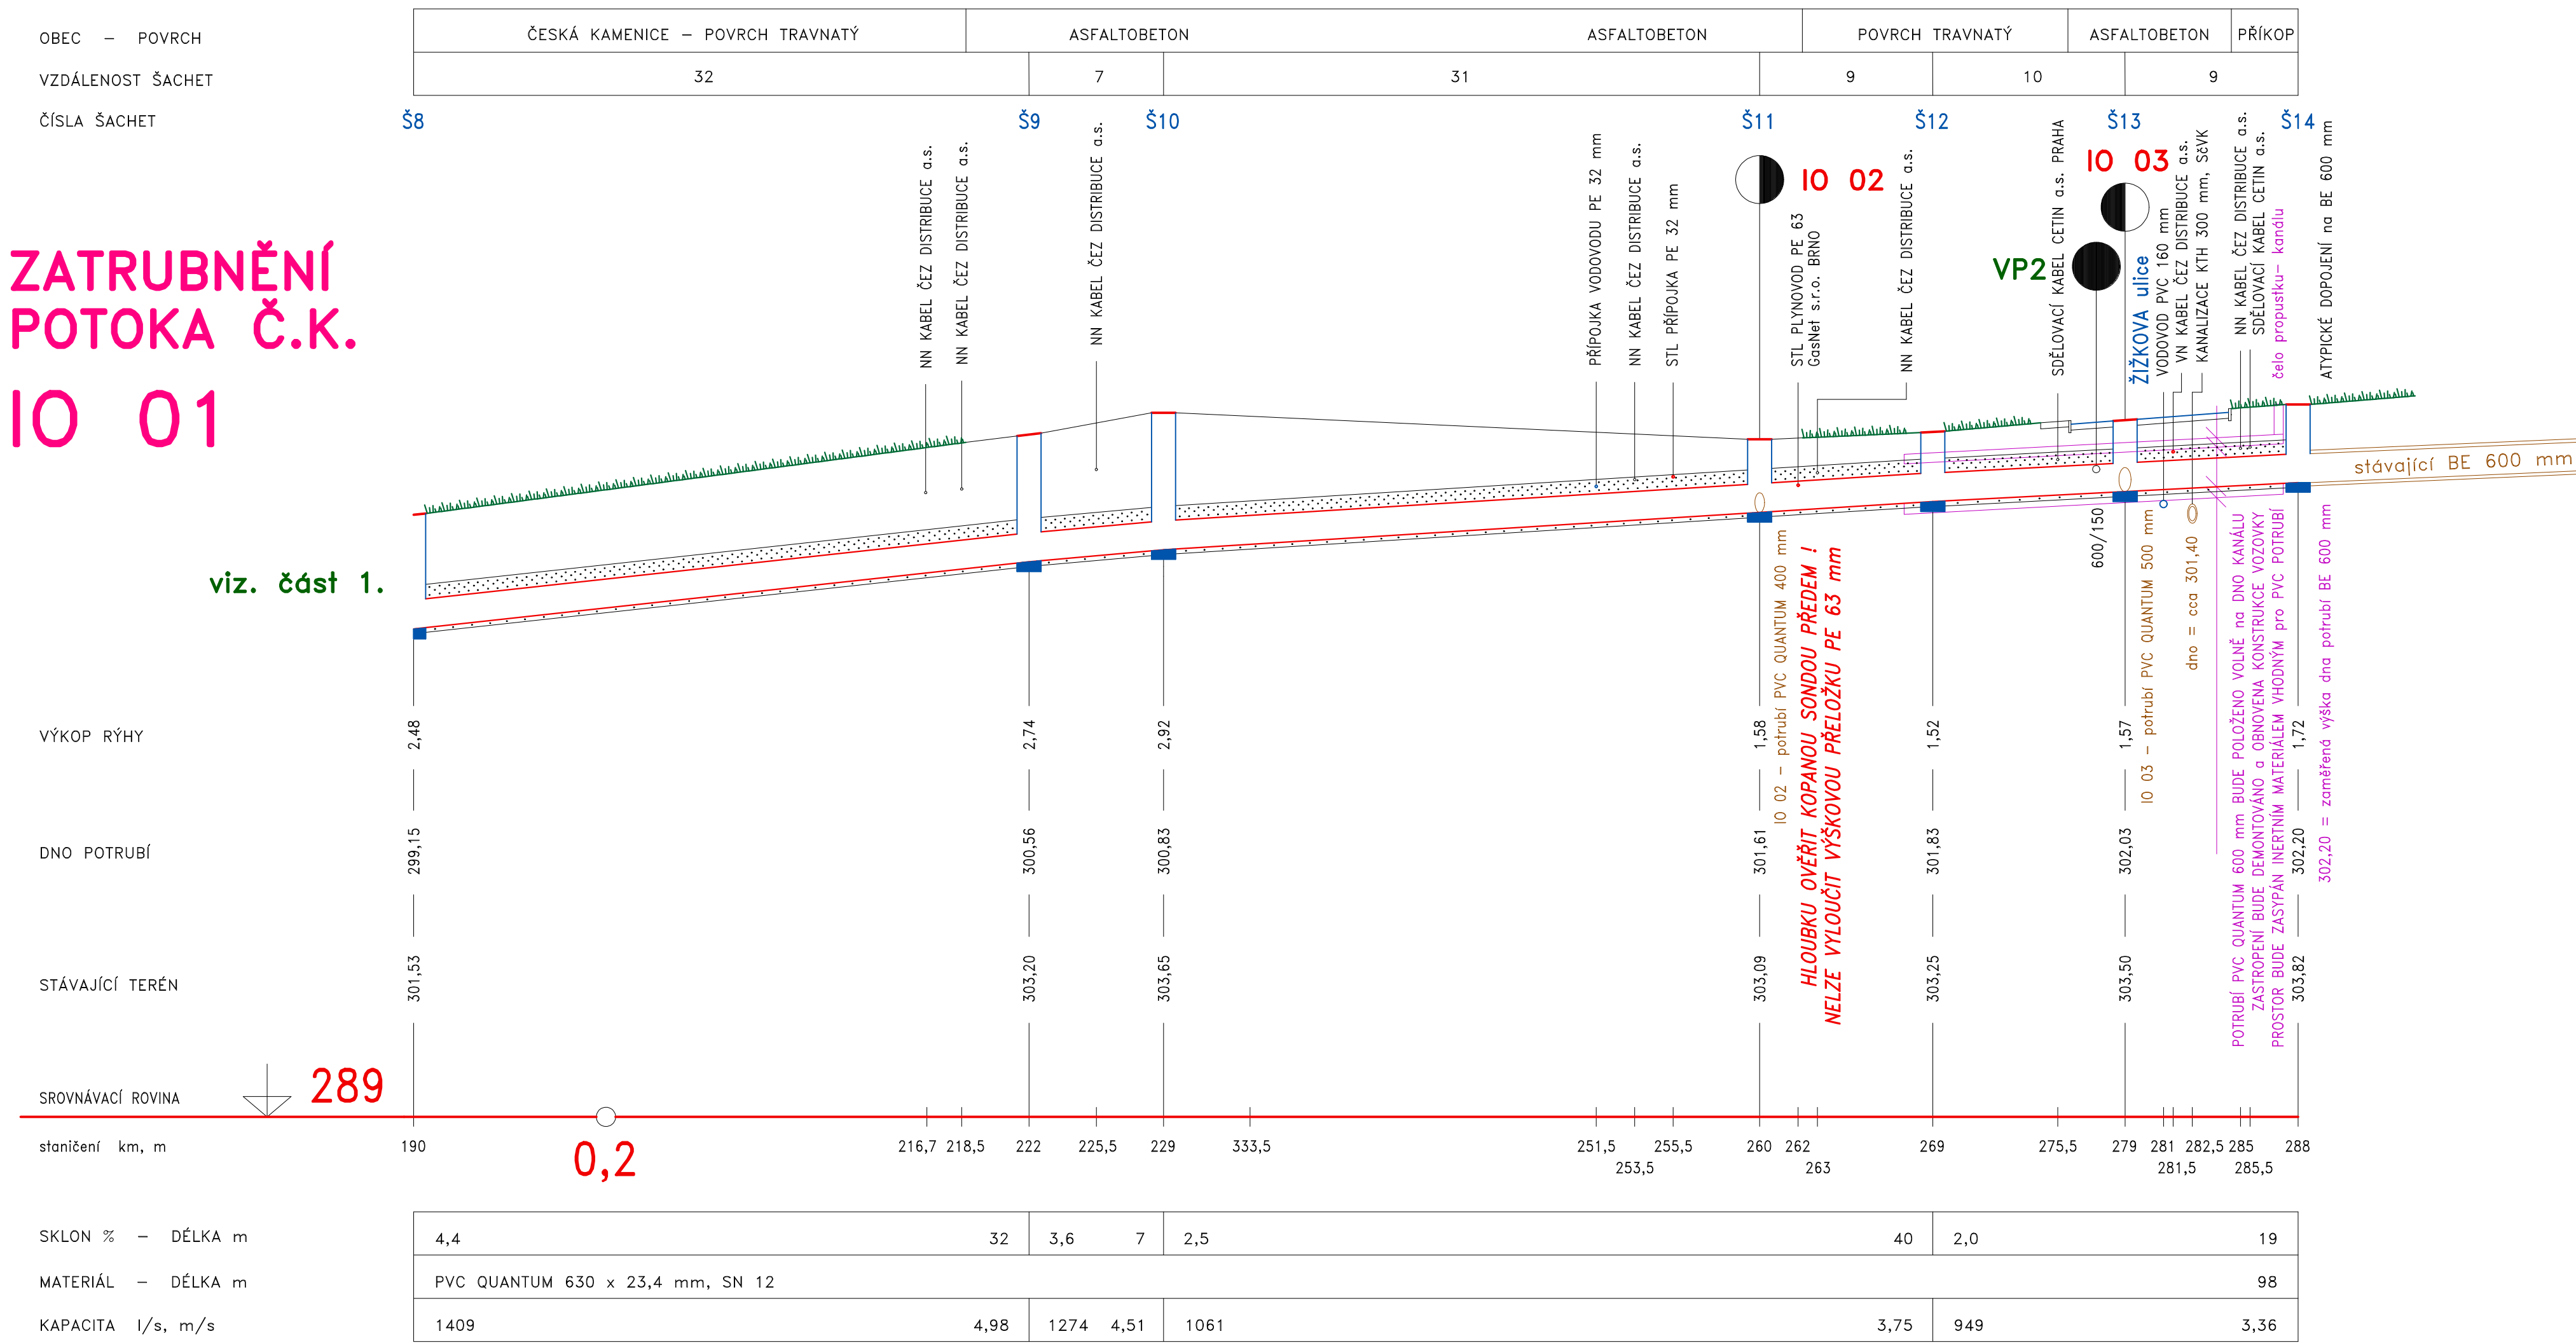 OBEC – POVRCH
ČESKÁ KAMENICE – POVRCH TRAVNATÝ
ASFALTOBETON
ASFALTOBETON
POVRCH TRAVNATÝ
ASFALTOBETON
PŘÍKOP
VZDÁLENOST ŠACHET
32
7
31
9
10
9
ČÍSLA ŠACHET
Š8
Š9
Š10
Š11
Š12
Š13
Š14
NN KABEL ČEZ DISTRIBUCE a.s.
NN KABEL ČEZ DISTRIBUCE a.s.
NN KABEL ČEZ DISTRIBUCE a.s.
PŘÍPOJKA VODOVODU PE 32 mm
NN KABEL ČEZ DISTRIBUCE a.s.
STL PŘÍPOJKA PE 32 mm
IO 02
STL PLYNOVOD PE 63
GasNet s.r.o. BRNO
NN KABEL ČEZ DISTRIBUCE a.s.
SDĚLOVACÍ KABEL CETIN a.s. PRAHA
IO 03
VP2
ŽIŽKOVA ulice
VODOVOD PVC 160 mm
VN KABEL ČEZ DISTRIBUCE a.s.
KANALIZACE KTH 300 mm, SčVK
NN KABEL ČEZ DISTRIBUCE a.s.
SDĚLOVACÍ KABEL CETIN a.s.
čelo propustku– kanálu
ATYPICKÉ DOPOJENÍ na BE 600 mm
ZATRUBNĚNÍ
POTOKA Č.K.
IO 01
viz. část 1.
stávající BE 600 mm
600/150
IO 02 – potrubí PVC QUANTUM 400 mm
HLOUBKU OVĚŘIT KOPANOU SONDOU PŘEDEM !
NELZE VYLOUČIT VÝŠKOVOU PŘELOŽKU PE 63 mm
IO 03 – potrubí PVC QUANTUM 500 mm
dno = cca 301,40
POTRUBÍ PVC QUANTUM 600 mm BUDE POLOŽENO VOLNĚ na DNO KANÁLU
ZASTROPENÍ BUDE DEMONTOVÁNO a OBNOVENA KONSTRUKCE VOZOVKY
PROSTOR BUDE ZASYPÁN INERTNÍM MATERIÁLEM VHODNÝM pro PVC POTRUBÍ
302,20 = zaměřená výška dna potrubí BE 600 mm
VÝKOP RÝHY
2,48
2,74
2,92
1,58
1,52
1,57
1,72
DNO POTRUBÍ
299,15
300,56
300,83
301,61
301,83
302,03
302,20
STÁVAJÍCÍ TERÉN
301,53
303,20
303,65
303,09
303,25
303,50
303,82
SROVNÁVACÍ ROVINA
289
staničení km, m
190
0,2
216,7
218,5
222
225,5
229
333,5
251,5
253,5
255,5
260
262
263
269
275,5
279
281
281,5
282,5
285
285,5
288
SKLON % – DÉLKA m
4,4
32
3,6
7
2,5
40
2,0
19
MATERIÁL – DÉLKA m
PVC QUANTUM 630 x 23,4 mm, SN 12
98
KAPACITA l/s, m/s
1409
4,98
1274
4,51
1061
3,75
949
3,36